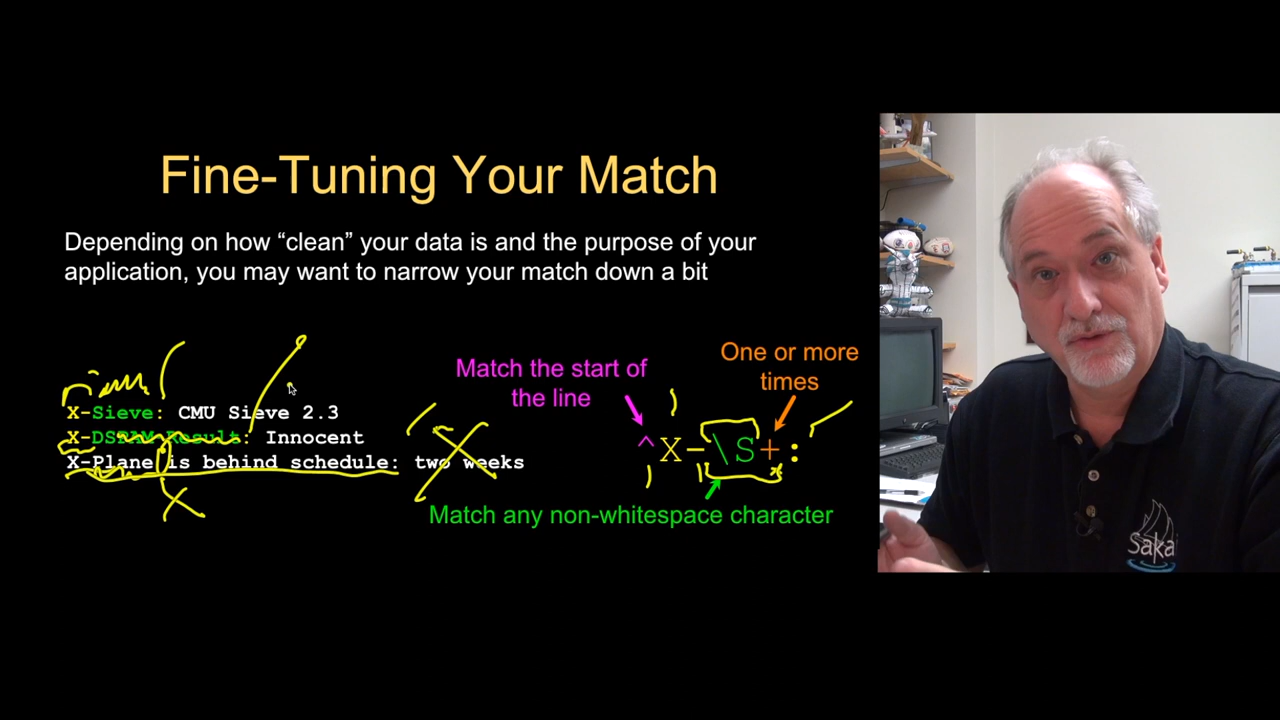 Fine-Tuning Your Match
Depending on how “clean” your data is and the purpose of your
application, you may want to narrow your match down a bit
X-Sieve: CMU Sieve 2.3
X-DSPAM-Result: Innocent
X-Plane is behind schedule: two weeks
Match the start of
the line
One or more
times
^X-\S+:
Match any non-whitespace character
Sakai